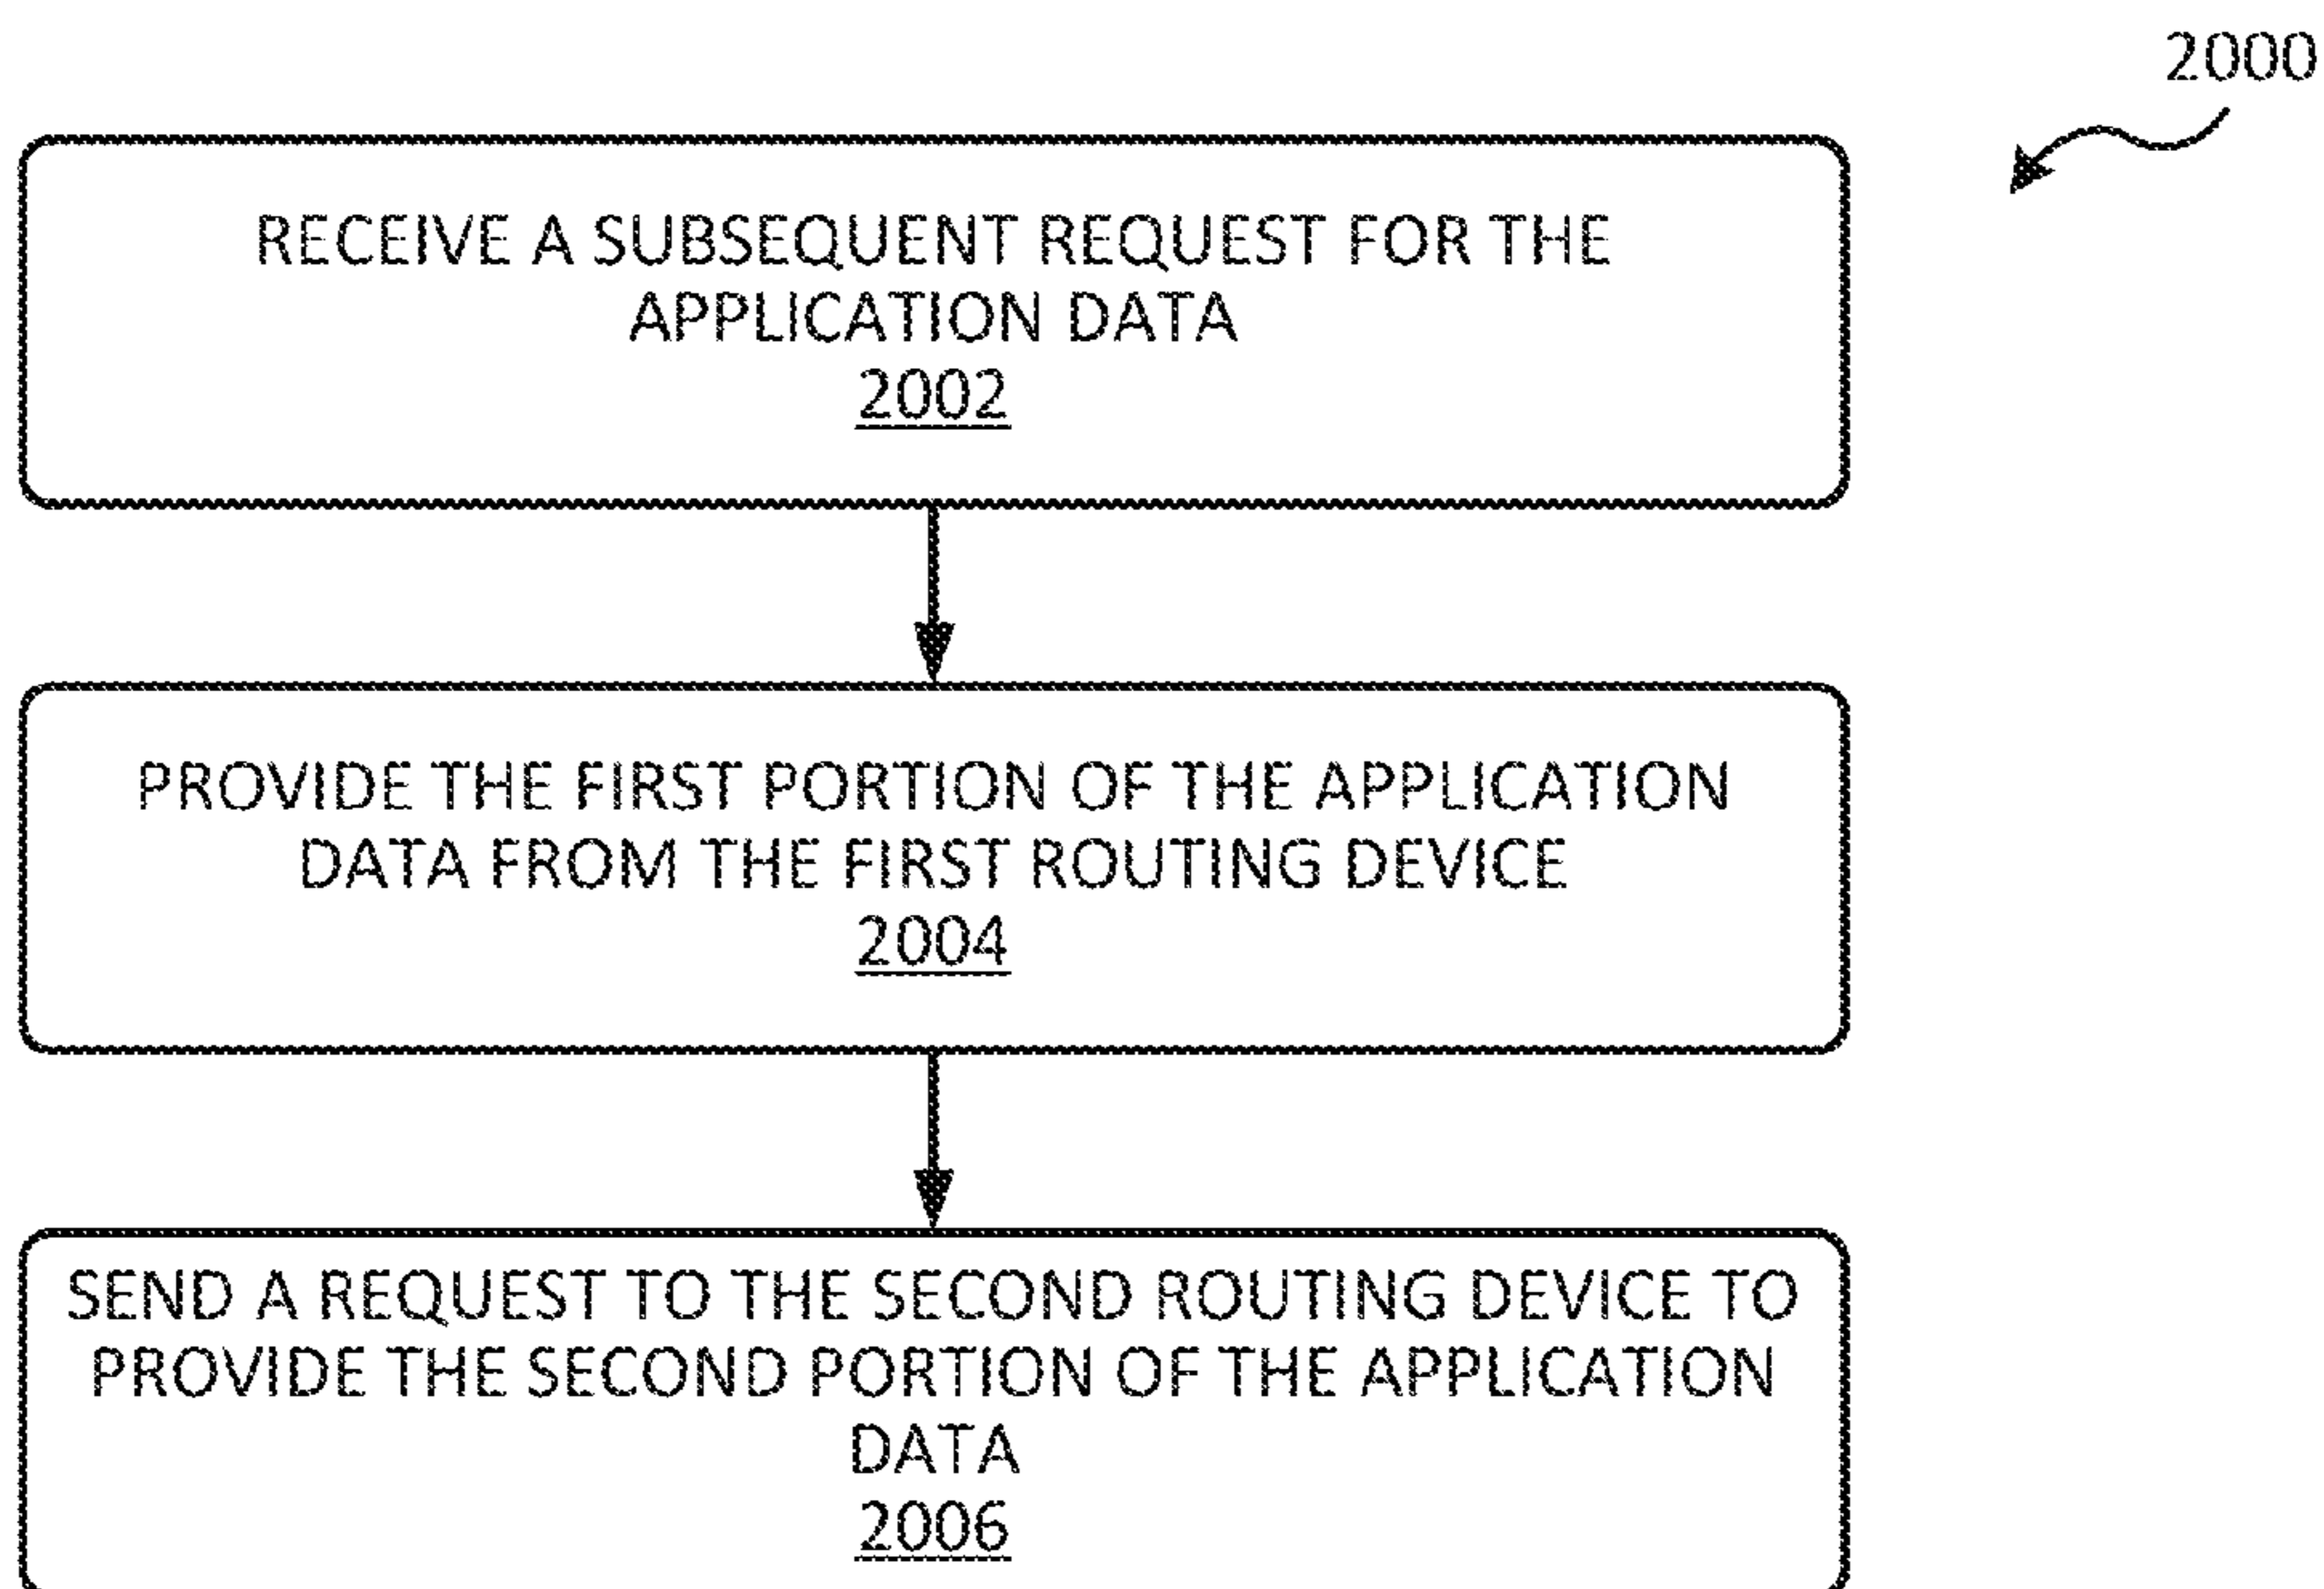 2000
RECEIVE A SUBSEQUENT REQUEST FOR THE
APPLICATION DATA
2002
PROVIDE THE FIRST PORTION OF THE APPLICATION
DATA FROM THE FIRST ROUTING DEVICE
2004
SEND A REQUEST TO THE SECOND ROUTING DEVICE TO
PROVIDE THE SECOND PORTION OF THE APPLICATION
DATA
2006